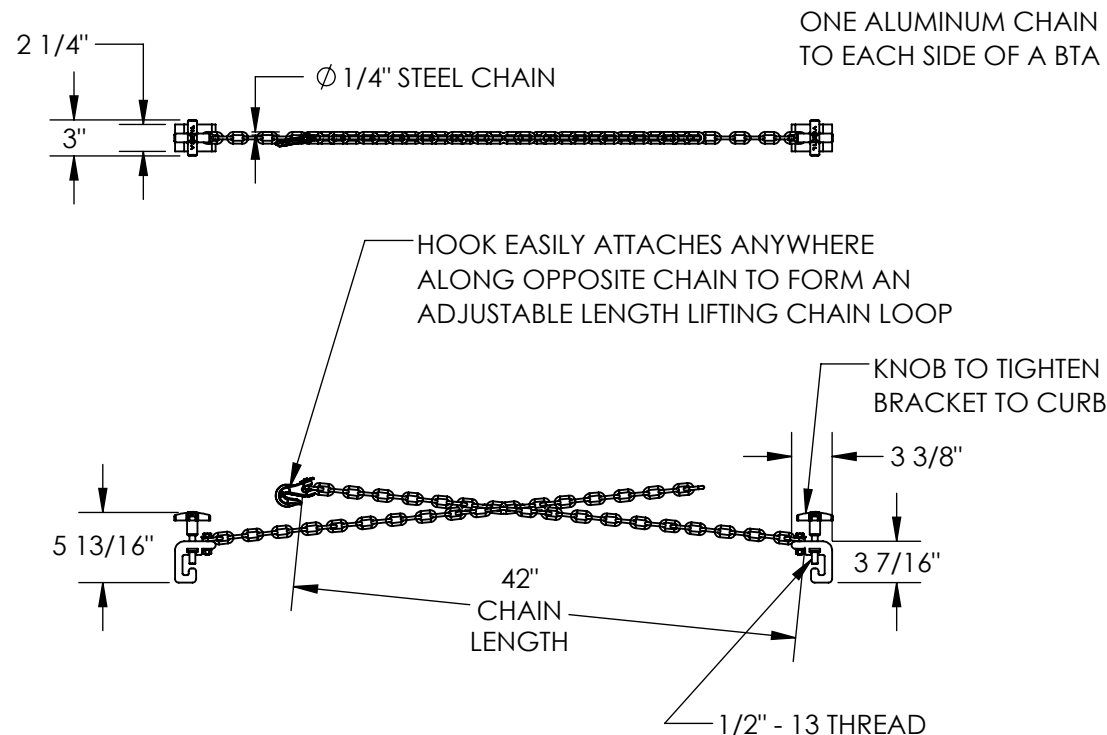 ONE ALUMINUM CHAIN
TO EACH SIDE OF A BTA
2 1/4"
∅ 1/4" STEEL CHAIN
3"
HOOK EASILY ATTACHES ANYWHERE
ALONG OPPOSITE CHAIN TO FORM AN
ADJUSTABLE LENGTH LIFTING CHAIN LOOP
KNOB TO TIGHTEN
BRACKET TO CURB
3 3/8"
5 13/16"
3 7/16"
42"
CHAIN
LENGTH
1/2" - 13 THREAD